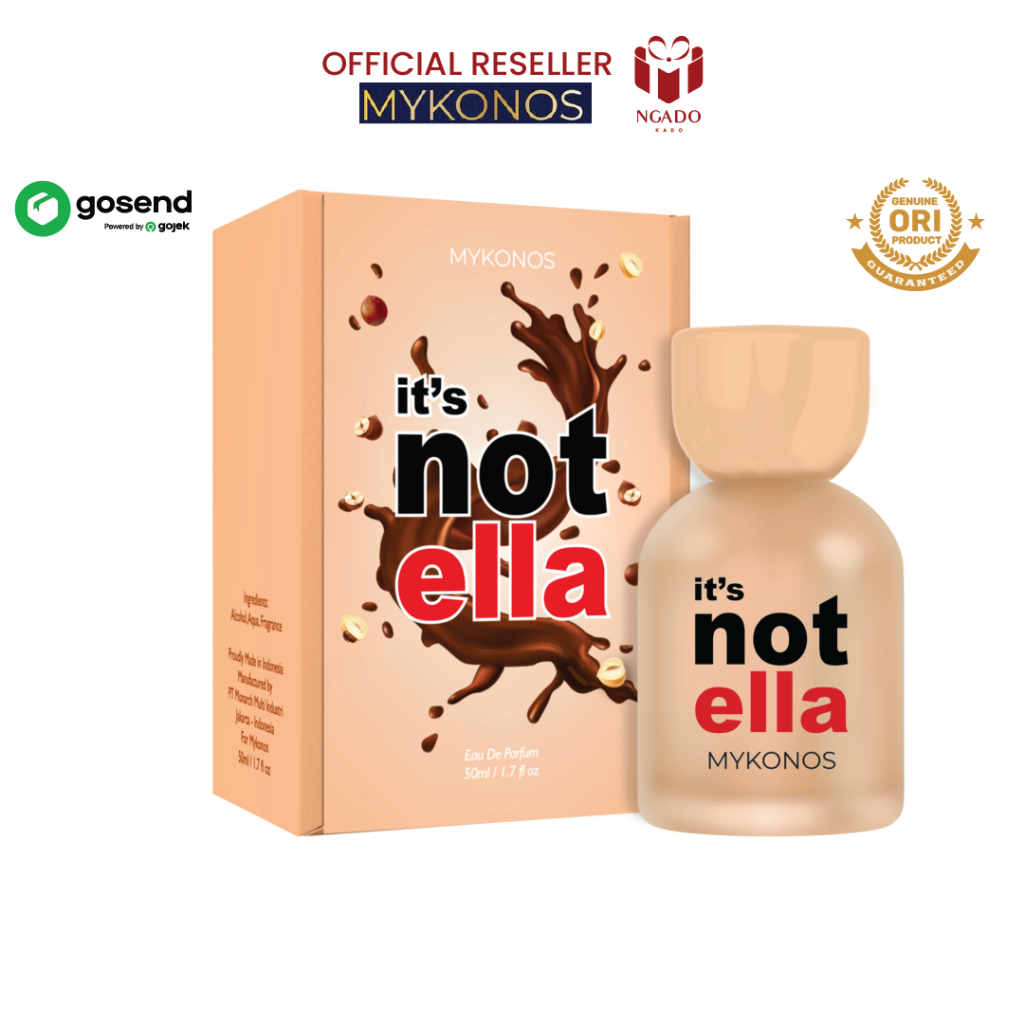 OFFICIAL RESELLER
MYKONOS
NGADO
KADO
gosend
Powered by gojek
GENUINE
ORI
PRODUCT
GUARANTEED
MYKONOS
it's
not
ella
Eau De Parfum
50ml / 1.7 fl oz
Ingredients:
Alcohol, Aqua, Fragrance
Proudly Made in Indonesia
Manufactured by
PT Monarch Multi Industri
Jakarta - Indonesia
For Mykonos
50ml / 1.7 fl oz
it's
not
ella
MYKONOS